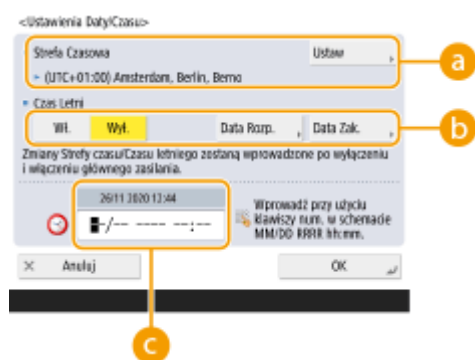 <Ustawienia Daty/Czasu>
Strefa Czasowa Ustaw
(UTC+01:00) Amsterdam, Berlin, Berno
a
Czas Letni
Wł. Wył. Data Rozp. Data Zak.
b
Zmiany Strefy czasu/Czasu letniego zostaną wprowadzone po wyłączeniu
i włączeniu głównego zasilania.
26/11 2020 12:44
-/-- ---- --:--
Wprowadź przy użyciu
klawiszy num. w schemacie
MM/DD RRRR hh:mm.
Anuluj OK
c